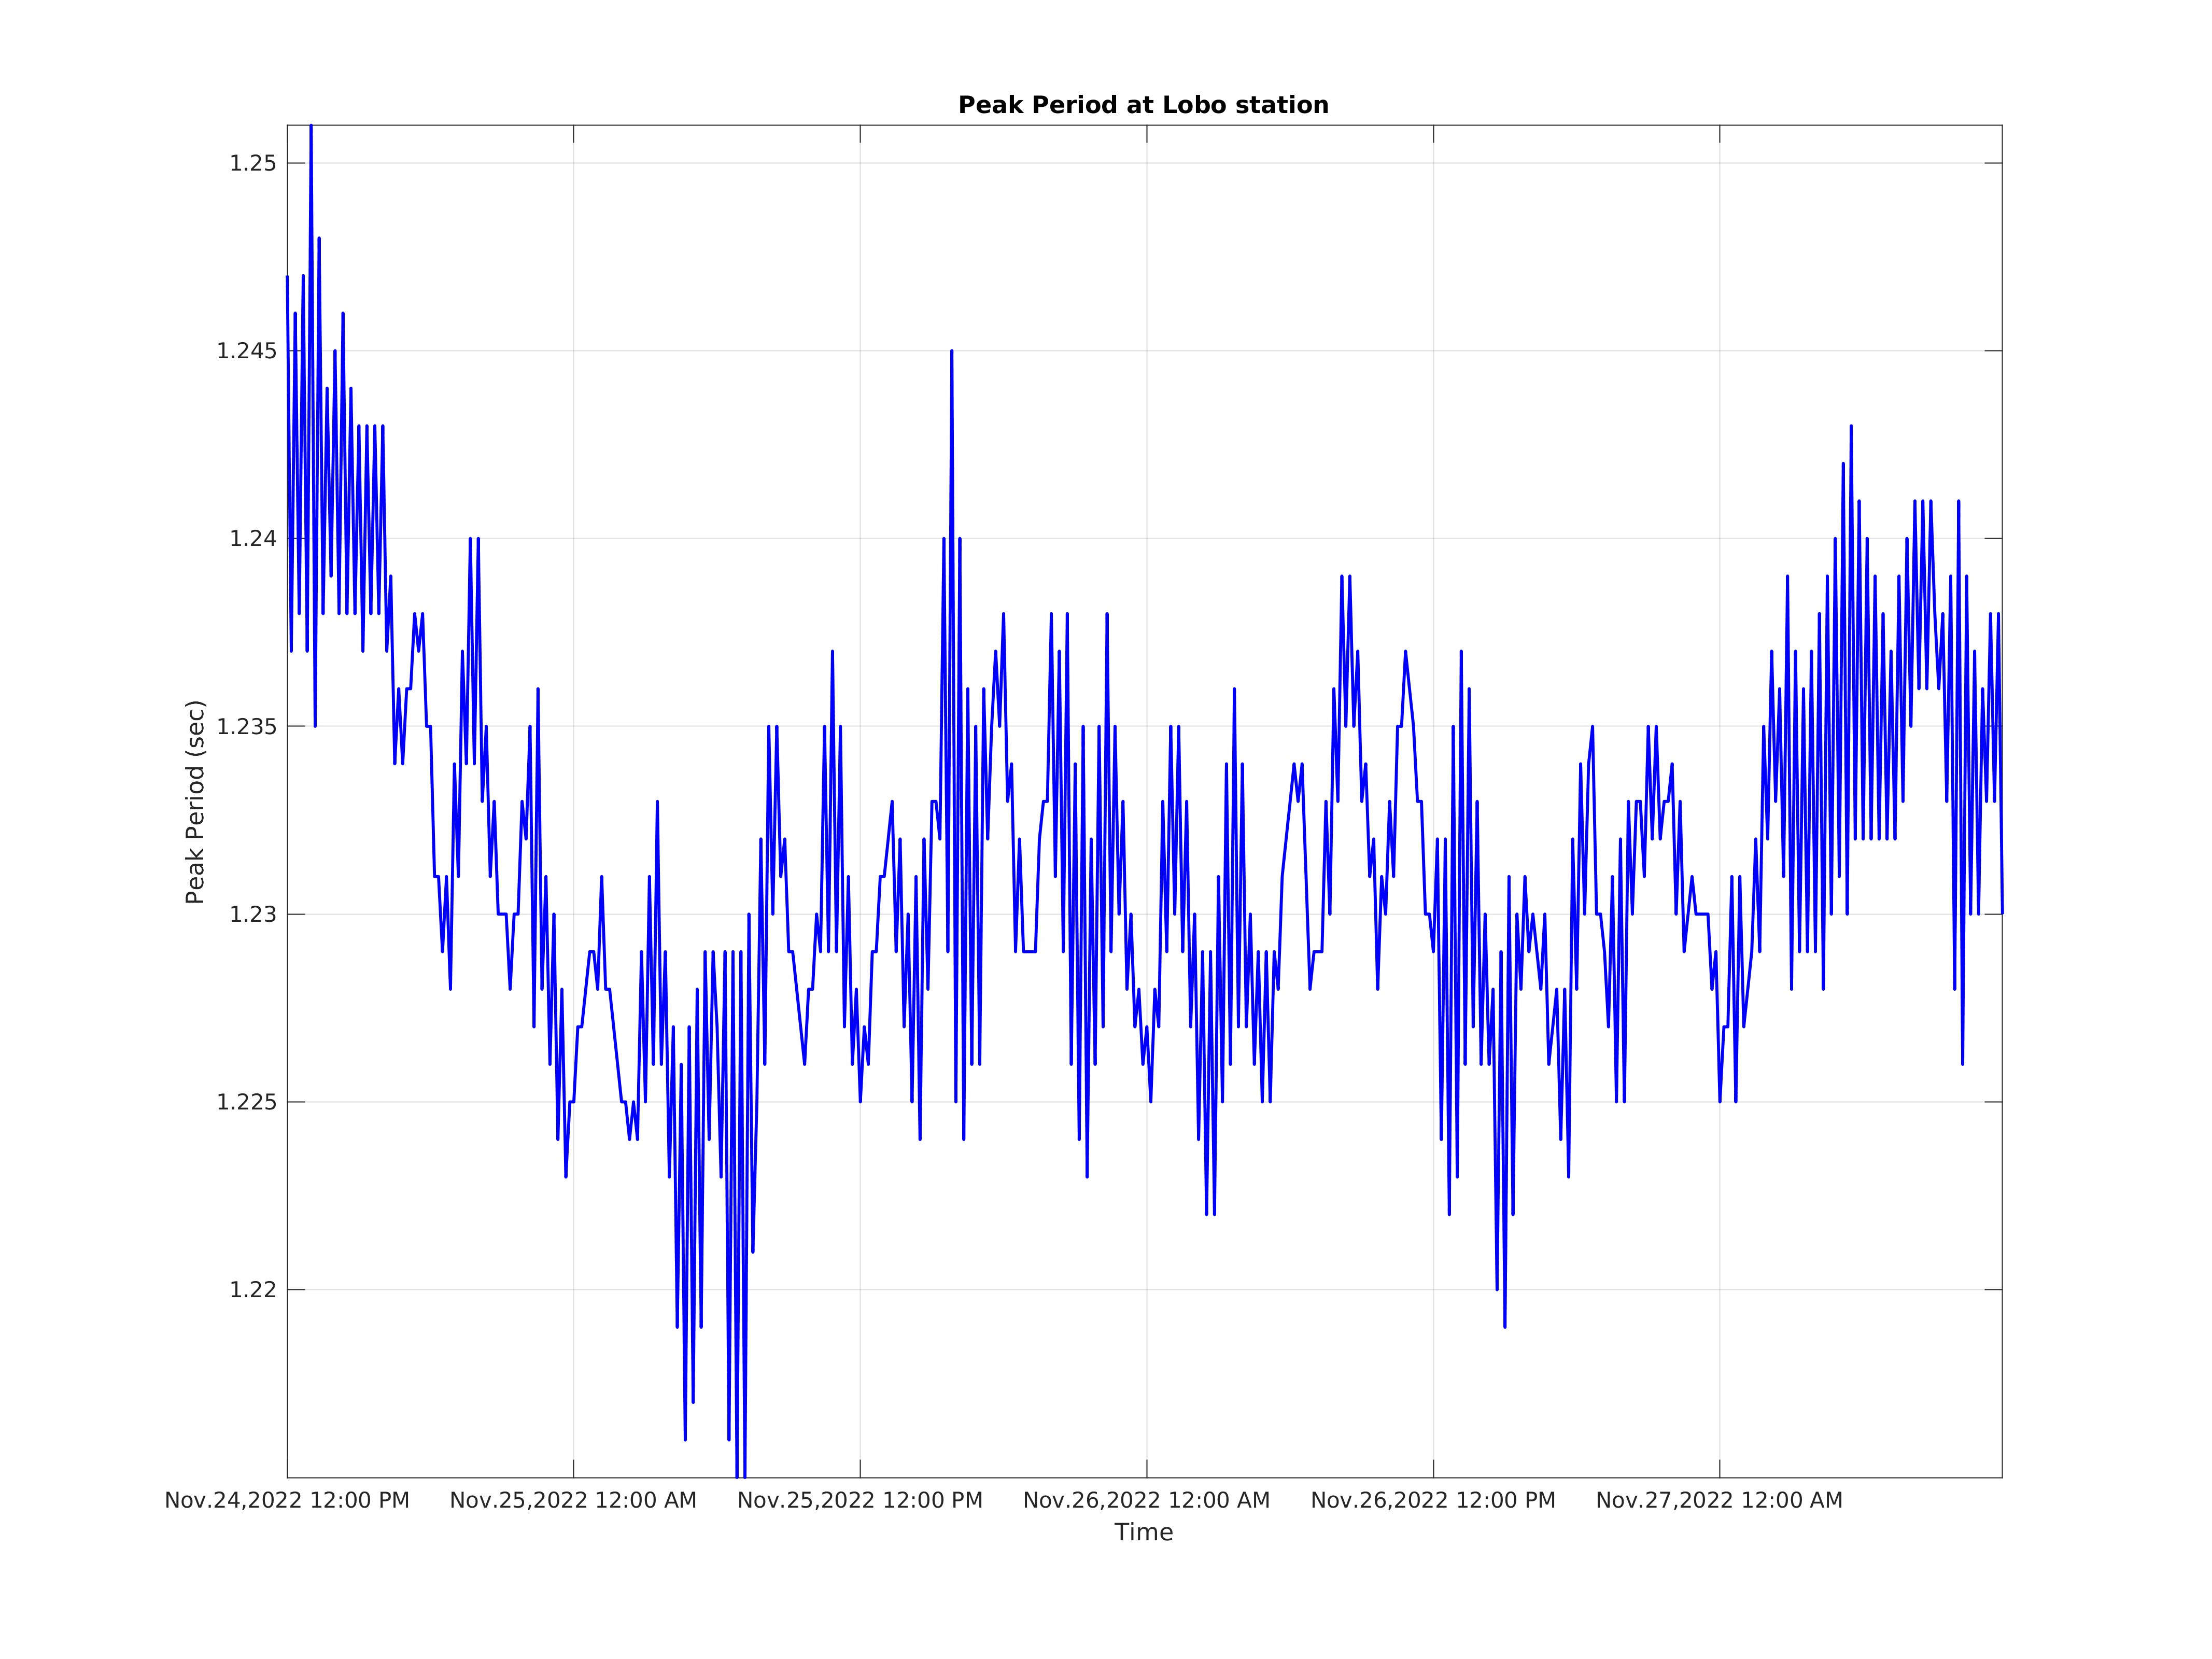 Peak Period at Lobo station
1.25
1.245
1.24
1.235
1.23
1.225
1.22
Peak Period (sec)
Nov.24,2022 12:00 PM
Nov.25,2022 12:00 AM
Nov.25,2022 12:00 PM
Nov.26,2022 12:00 AM
Nov.26,2022 12:00 PM
Nov.27,2022 12:00 AM
Time